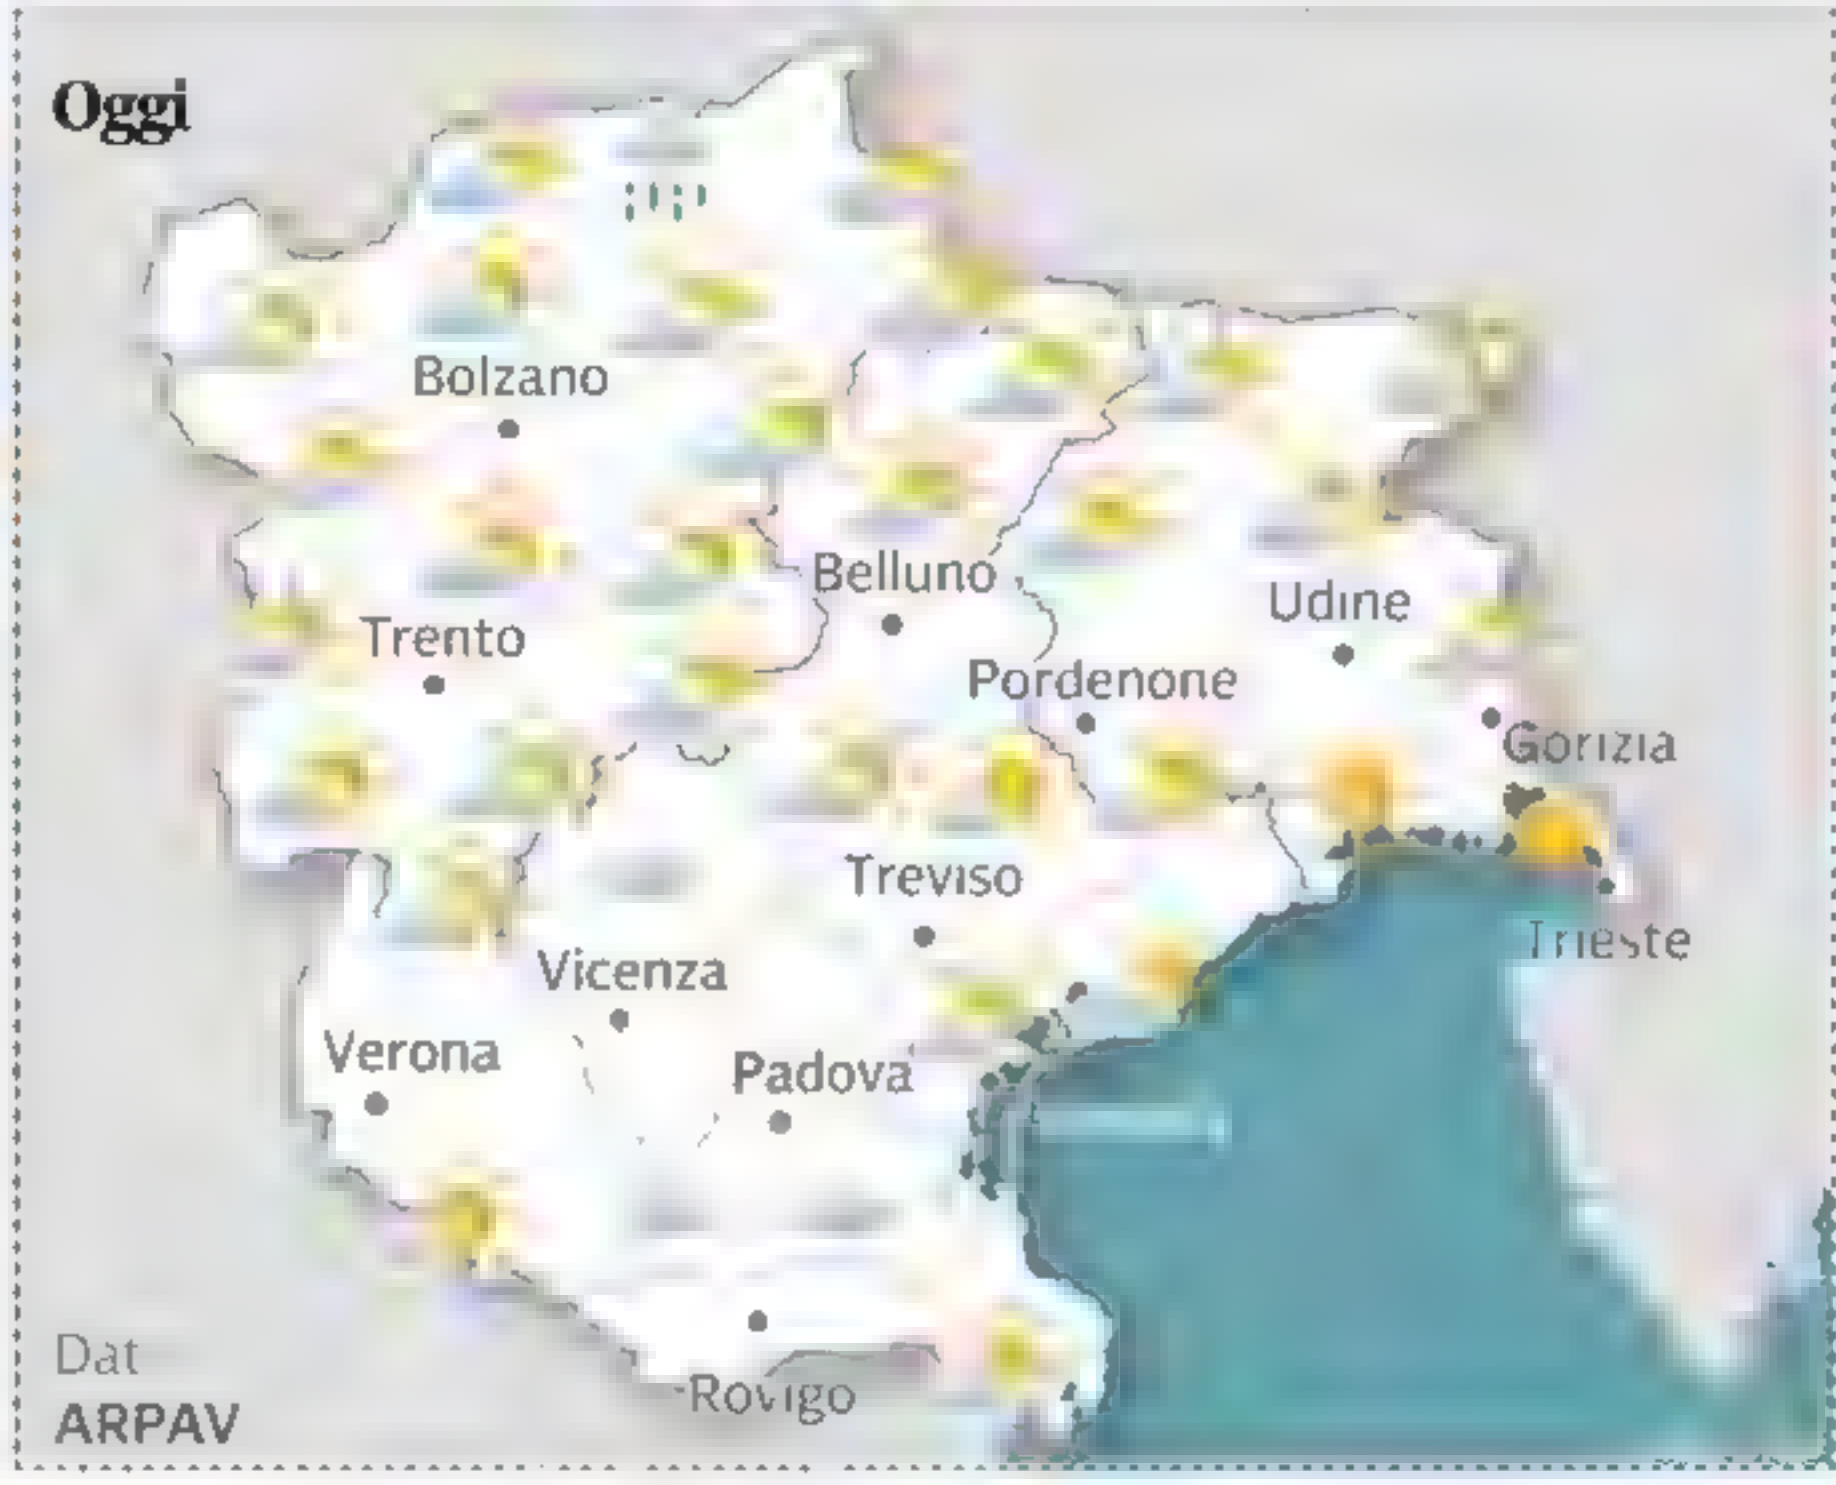 Oggi
Bolzano
Belluno
Udine
Trento
Pordenone
Gorizia
Treviso
Trieste
Vicenza
Verona
Padova
Dat
Rovigo
ARPAV